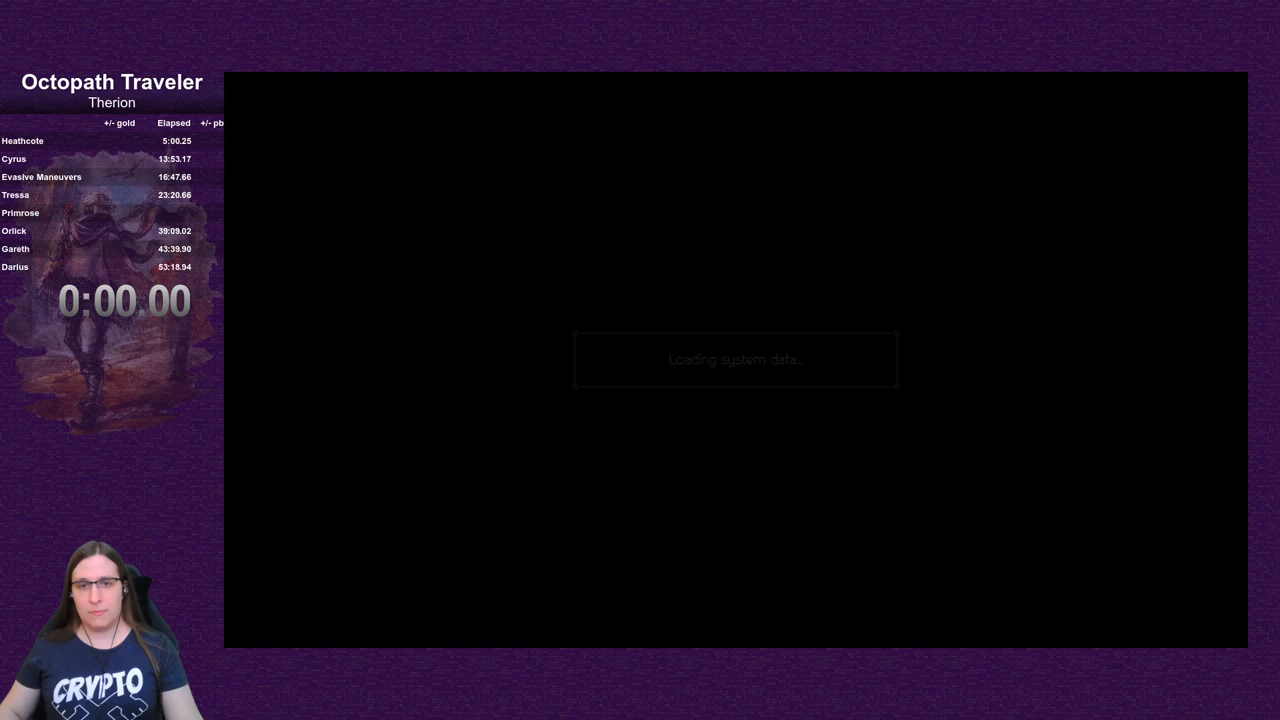 Octopath Traveler
Therion
+/- gold Elapsed +/- pb
Heathcote 5:00.25
Cyrus 13:53.17
Evasive Maneuvers 16:47.66
Tressa 23:20.66
Primrose
Orlick 39:09.02
Gareth 43:39.90
Darius 53:18.94
0:00.00
Loading system data...
CRYPTO